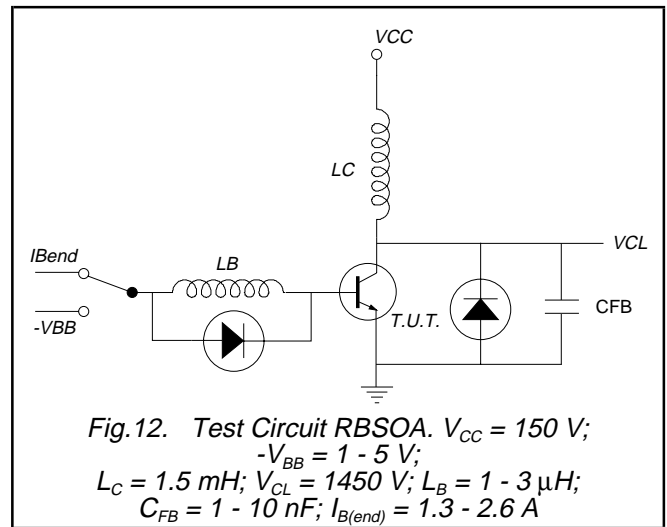 VCC
LC
IBend
LB
VCL
-VBB
T.U.T.
CFB
Fig.12. Test Circuit RBSOA. VCC = 150 V;
-VBB = 1 - 5 V;
LC = 1.5 mH; VCL = 1450 V; LB = 1 - 3 μH;
CFB = 1 - 10 nF; IB(end) = 1.3 - 2.6 A